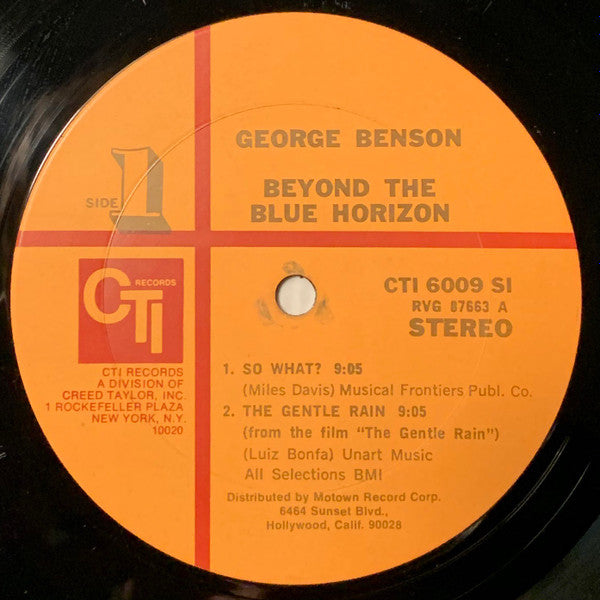 GEORGE BENSON
BEYOND THE
BLUE HORIZON
SIDE 1
CTI RECORDS
CTI 6009 SI
RVG 87663 A
STEREO
CTI RECORDS
A DIVISION OF
CREED TAYLOR, INC.
1 ROCKEFELLER PLAZA
NEW YORK, N.Y.
10020
1. SO WHAT? 9:05
(Miles Davis) Musical Frontiers Publ. Co.
2. THE GENTLE RAIN 9:05
(from the film "The Gentle Rain")
(Luiz Bonfa) Unart Music
All Selections BMI
Distributed by Motown Record Corp.
6464 Sunset Blvd.,
Hollywood, Calif. 90028